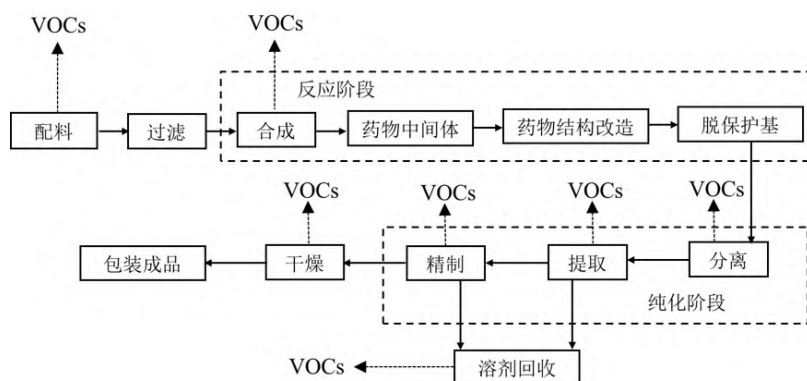 VOCs
VOCs
反应阶段
配料
过滤
合成
药物中间体
药物结构改造
脱保护基
VOCs
VOCs
VOCs
VOCs
包装成品
干燥
精制
提取
分离
纯化阶段
VOCs
溶剂回收